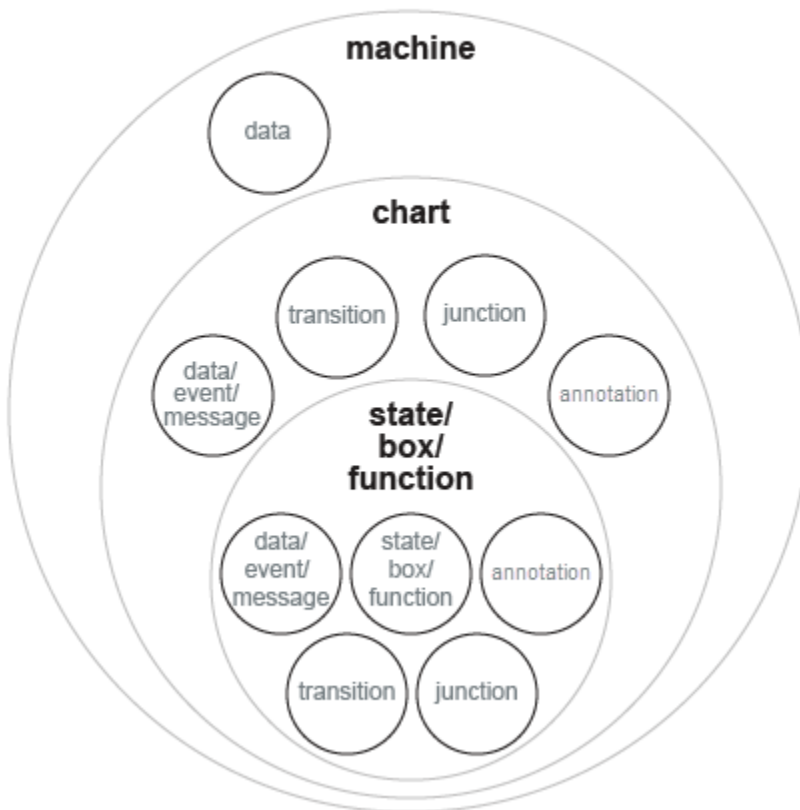 machine
data
chart
transition
junction
data/
event/
message
annotation
state/
box/
function
data/
event/
message
state/
box/
function
annotation
transition
junction